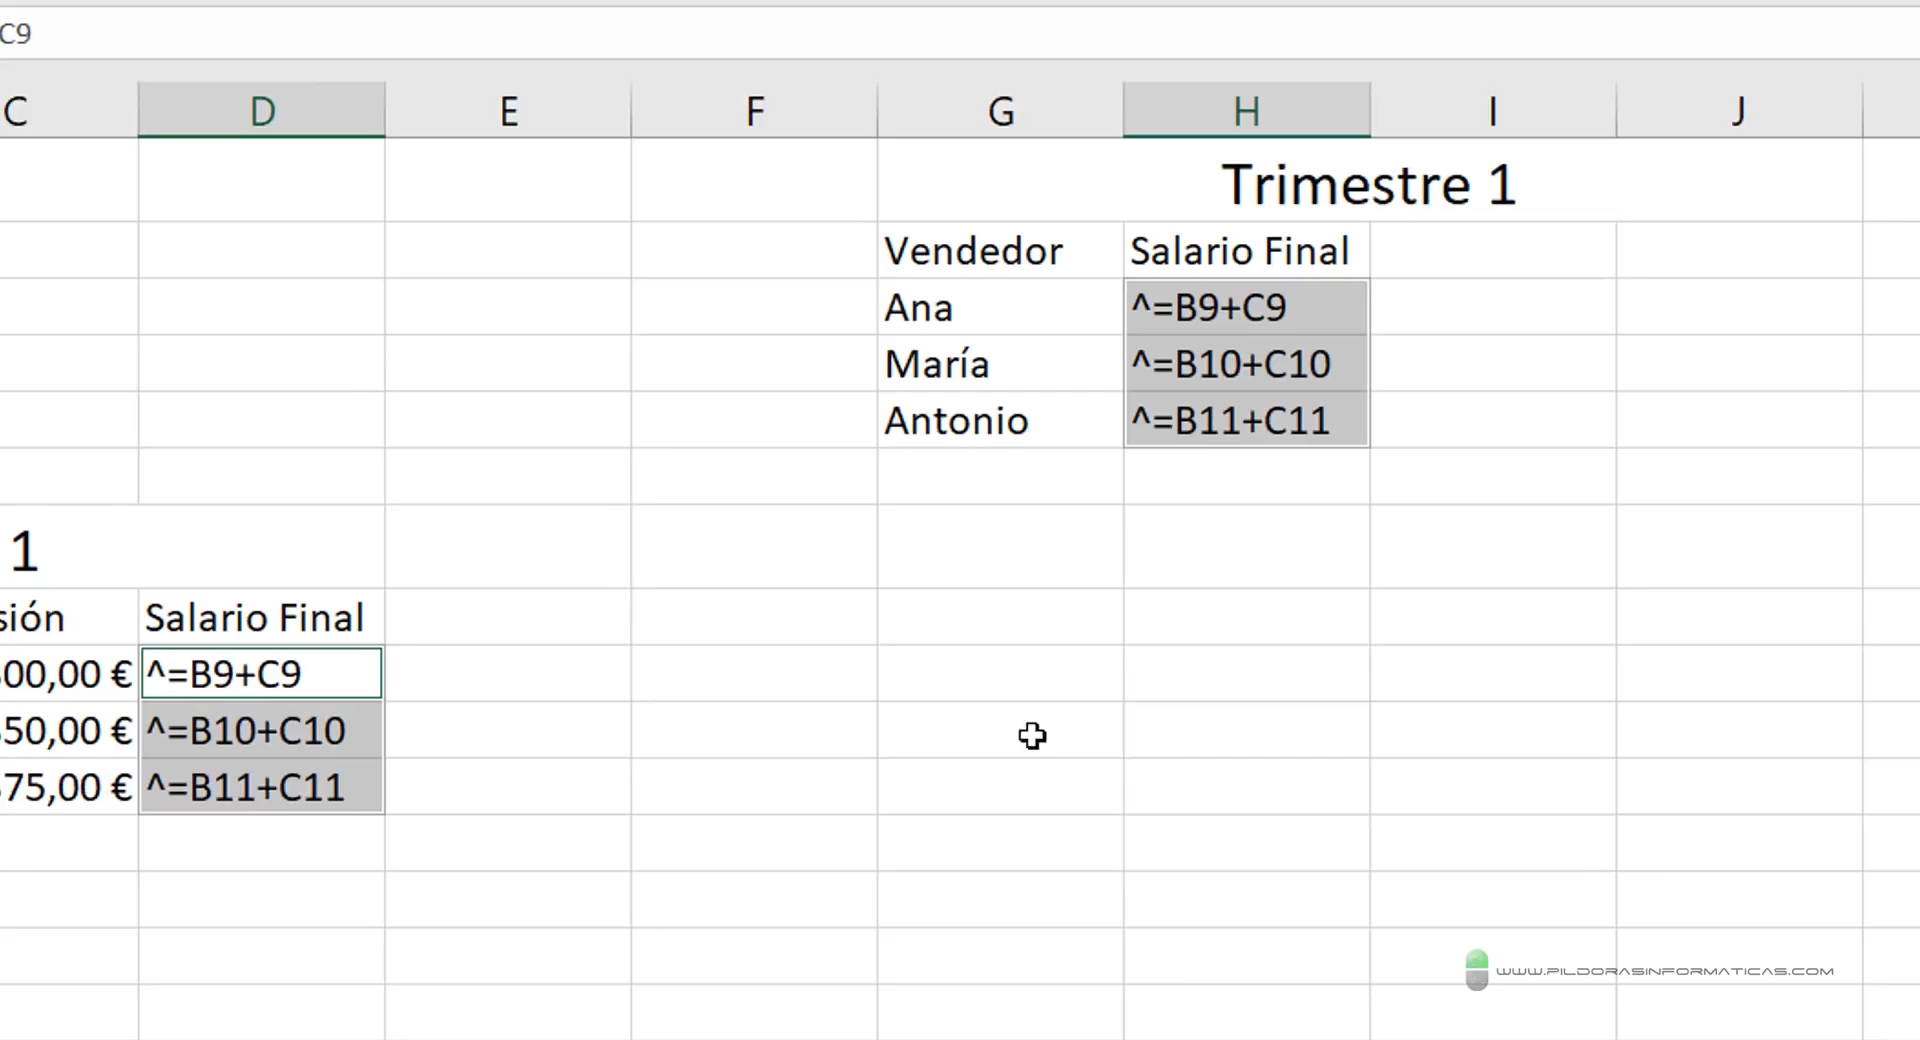 C9
C D E F G H I J
Trimestre 1
Vendedor Salario Final
Ana ^=B9+C9
María ^=B10+C10
Antonio ^=B11+C11
1
sión Salario Final
00,00 € ^=B9+C9
50,00 € ^=B10+C10
75,00 € ^=B11+C11
WWW.PILDORASINFORMATICAS.COM